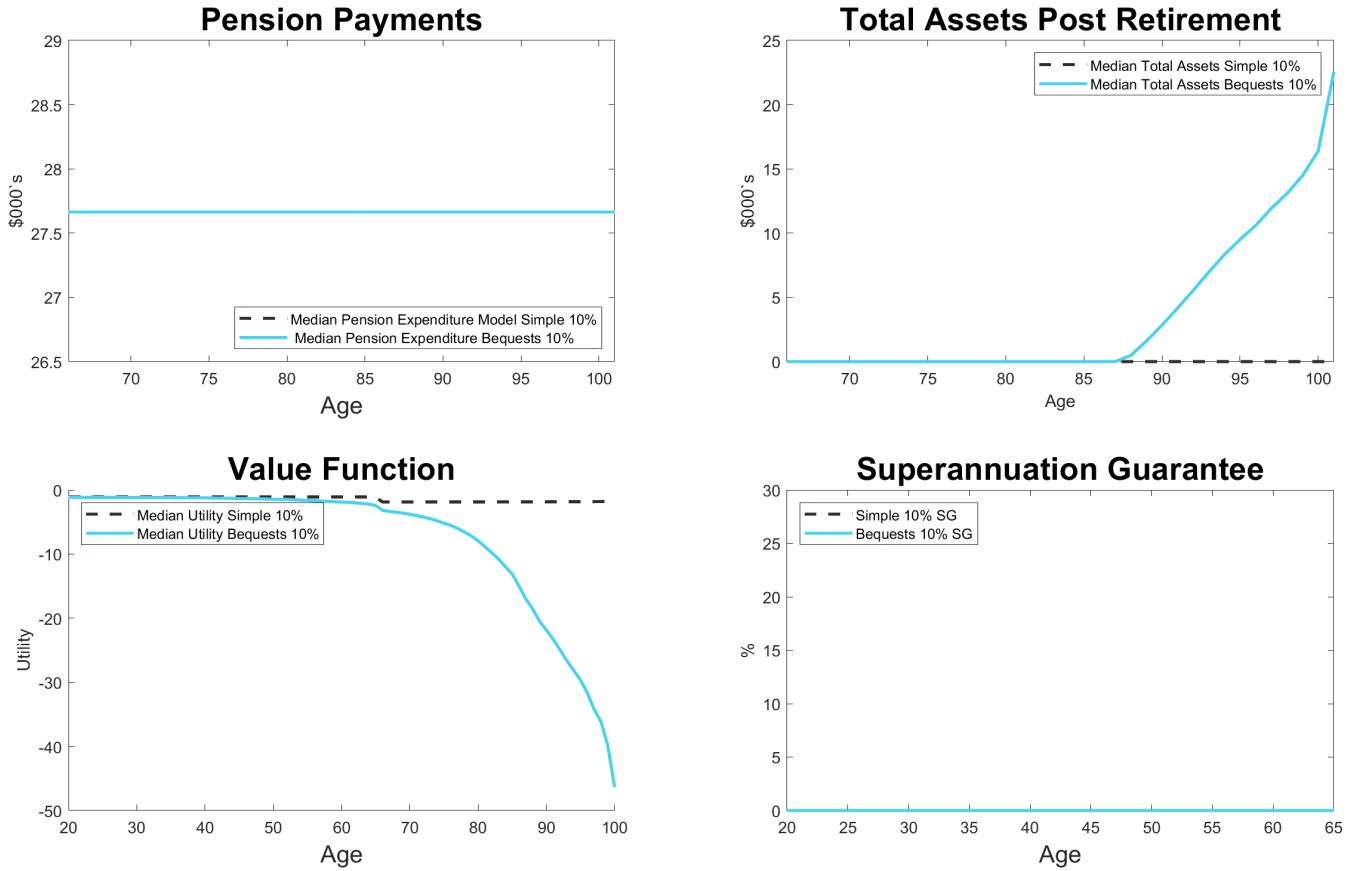 Pension Payments
29
28.5
28
27.5
27
26.5
$000`s
Median Pension Expenditure Model Simple 10%
Median Pension Expenditure Bequests 10%
70 75 80 85 90 95 100
Age
Total Assets Post Retirement
25
20
15
10
5
0
$000`s
Median Total Assets Simple 10%
Median Total Assets Bequests 10%
70 75 80 85 90 95 100
Age
Value Function
0
-10
-20
-30
-40
-50
Utility
Median Utility Simple 10%
Median Utility Bequests 10%
20 30 40 50 60 70 80 90 100
Age
Superannuation Guarantee
30
25
20
15
10
5
0
%
Simple 10% SG
Bequests 10% SG
20 25 30 35 40 45 50 55 60 65
Age